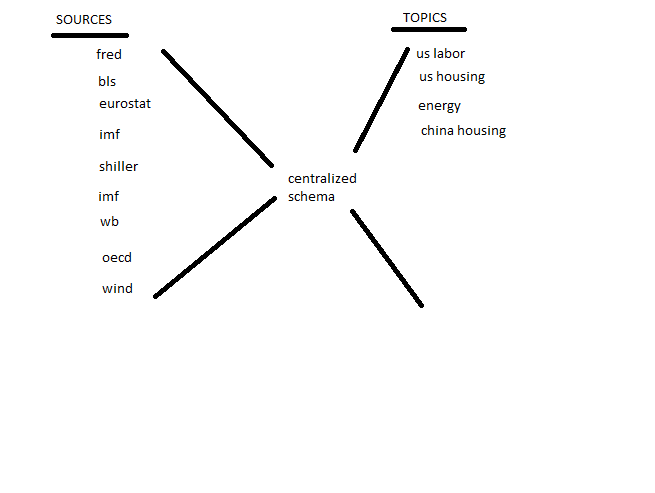 SOURCES
fred
bls
eurostat
imf
shiller
imf
wb
oecd
wind
centralized
schema
TOPICS
us labor
us housing
energy
china housing